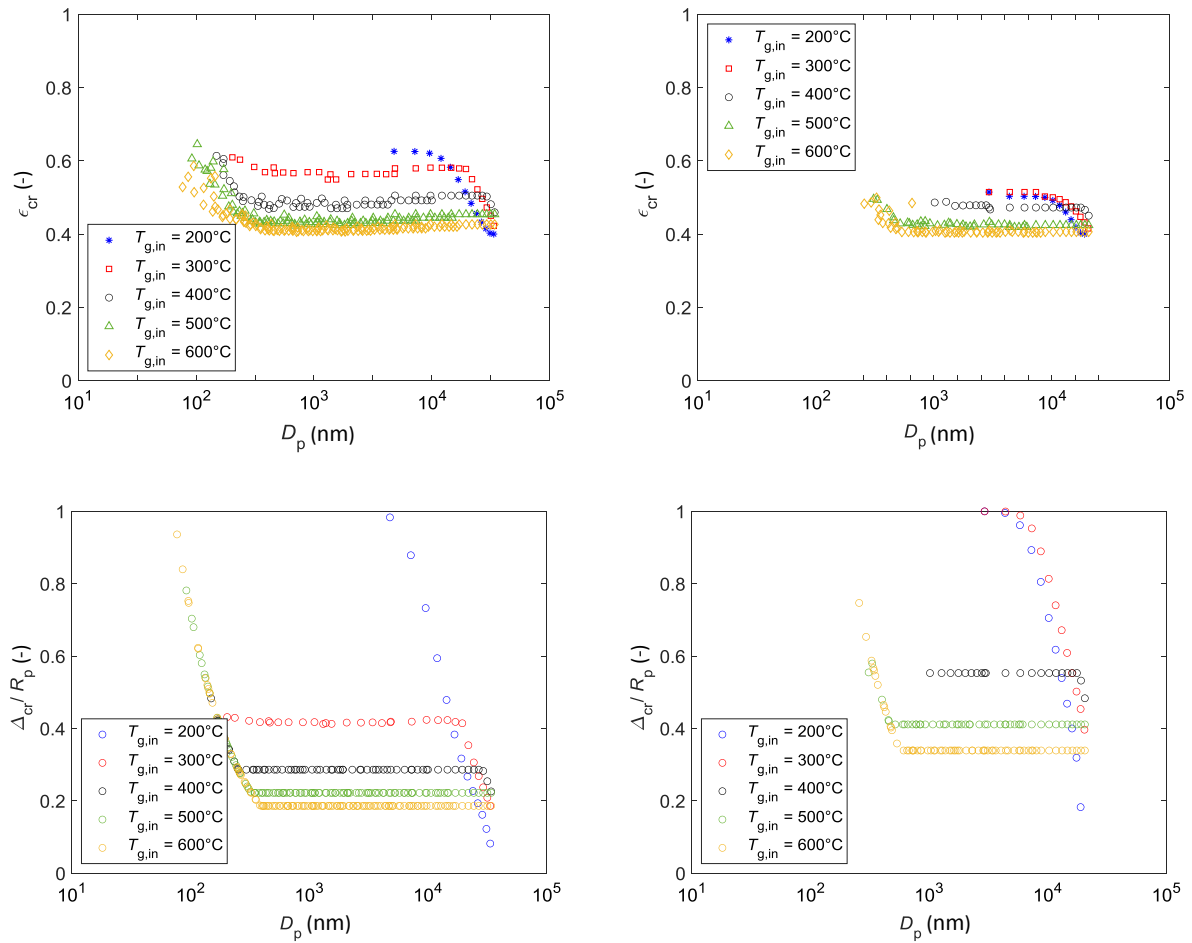 1
0.8
0.6
0.4
0.2
0
ϵcr (-)
10^1
10^2
10^3
10^4
10^5
Dp (nm)
Tg,in = 200°C
Tg,in = 300°C
Tg,in = 400°C
Tg,in = 500°C
Tg,in = 600°C
1
0.8
0.6
0.4
0.2
0
ϵcr (-)
10^1
10^2
10^3
10^4
10^5
Dp (nm)
Tg,in = 200°C
Tg,in = 300°C
Tg,in = 400°C
Tg,in = 500°C
Tg,in = 600°C
1
0.8
0.6
0.4
0.2
0
Δcr/ Rp (-)
10^1
10^2
10^3
10^4
10^5
Dp (nm)
Tg,in = 200°C
Tg,in = 300°C
Tg,in = 400°C
Tg,in = 500°C
Tg,in = 600°C
1
0.8
0.6
0.4
0.2
0
Δcr/ Rp (-)
10^1
10^2
10^3
10^4
10^5
Dp (nm)
Tg,in = 200°C
Tg,in = 300°C
Tg,in = 400°C
Tg,in = 500°C
Tg,in = 600°C